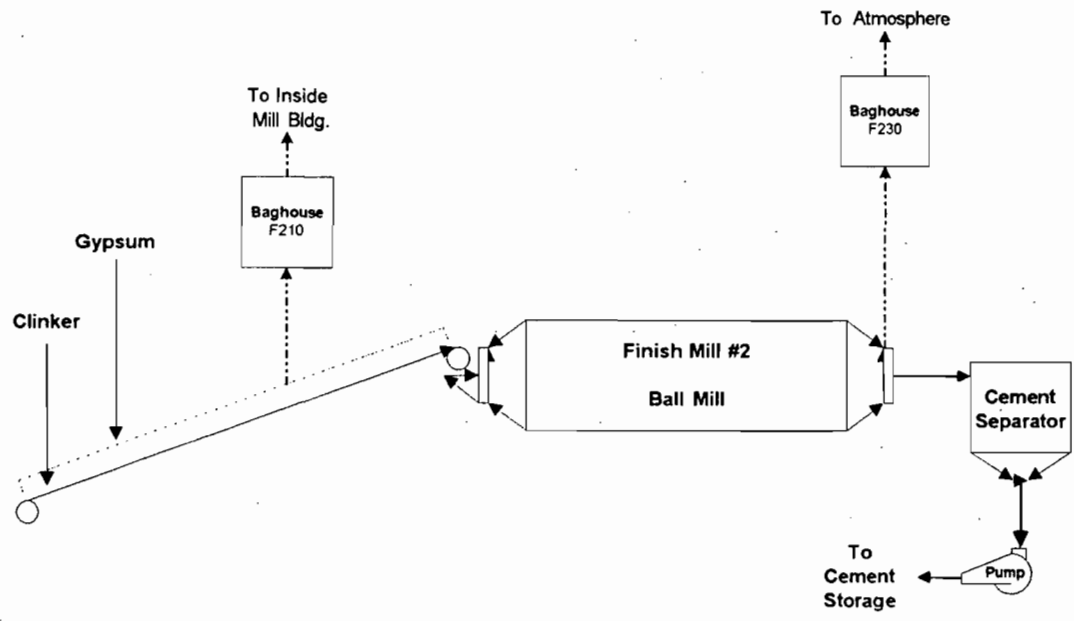 To Atmosphere
Baghouse
F230
To Inside
Mill Bldg.
Baghouse
F210
Gypsum
Clinker
Finish Mill #2
Ball Mill
Cement
Separator
Pump
To
Cement
Storage